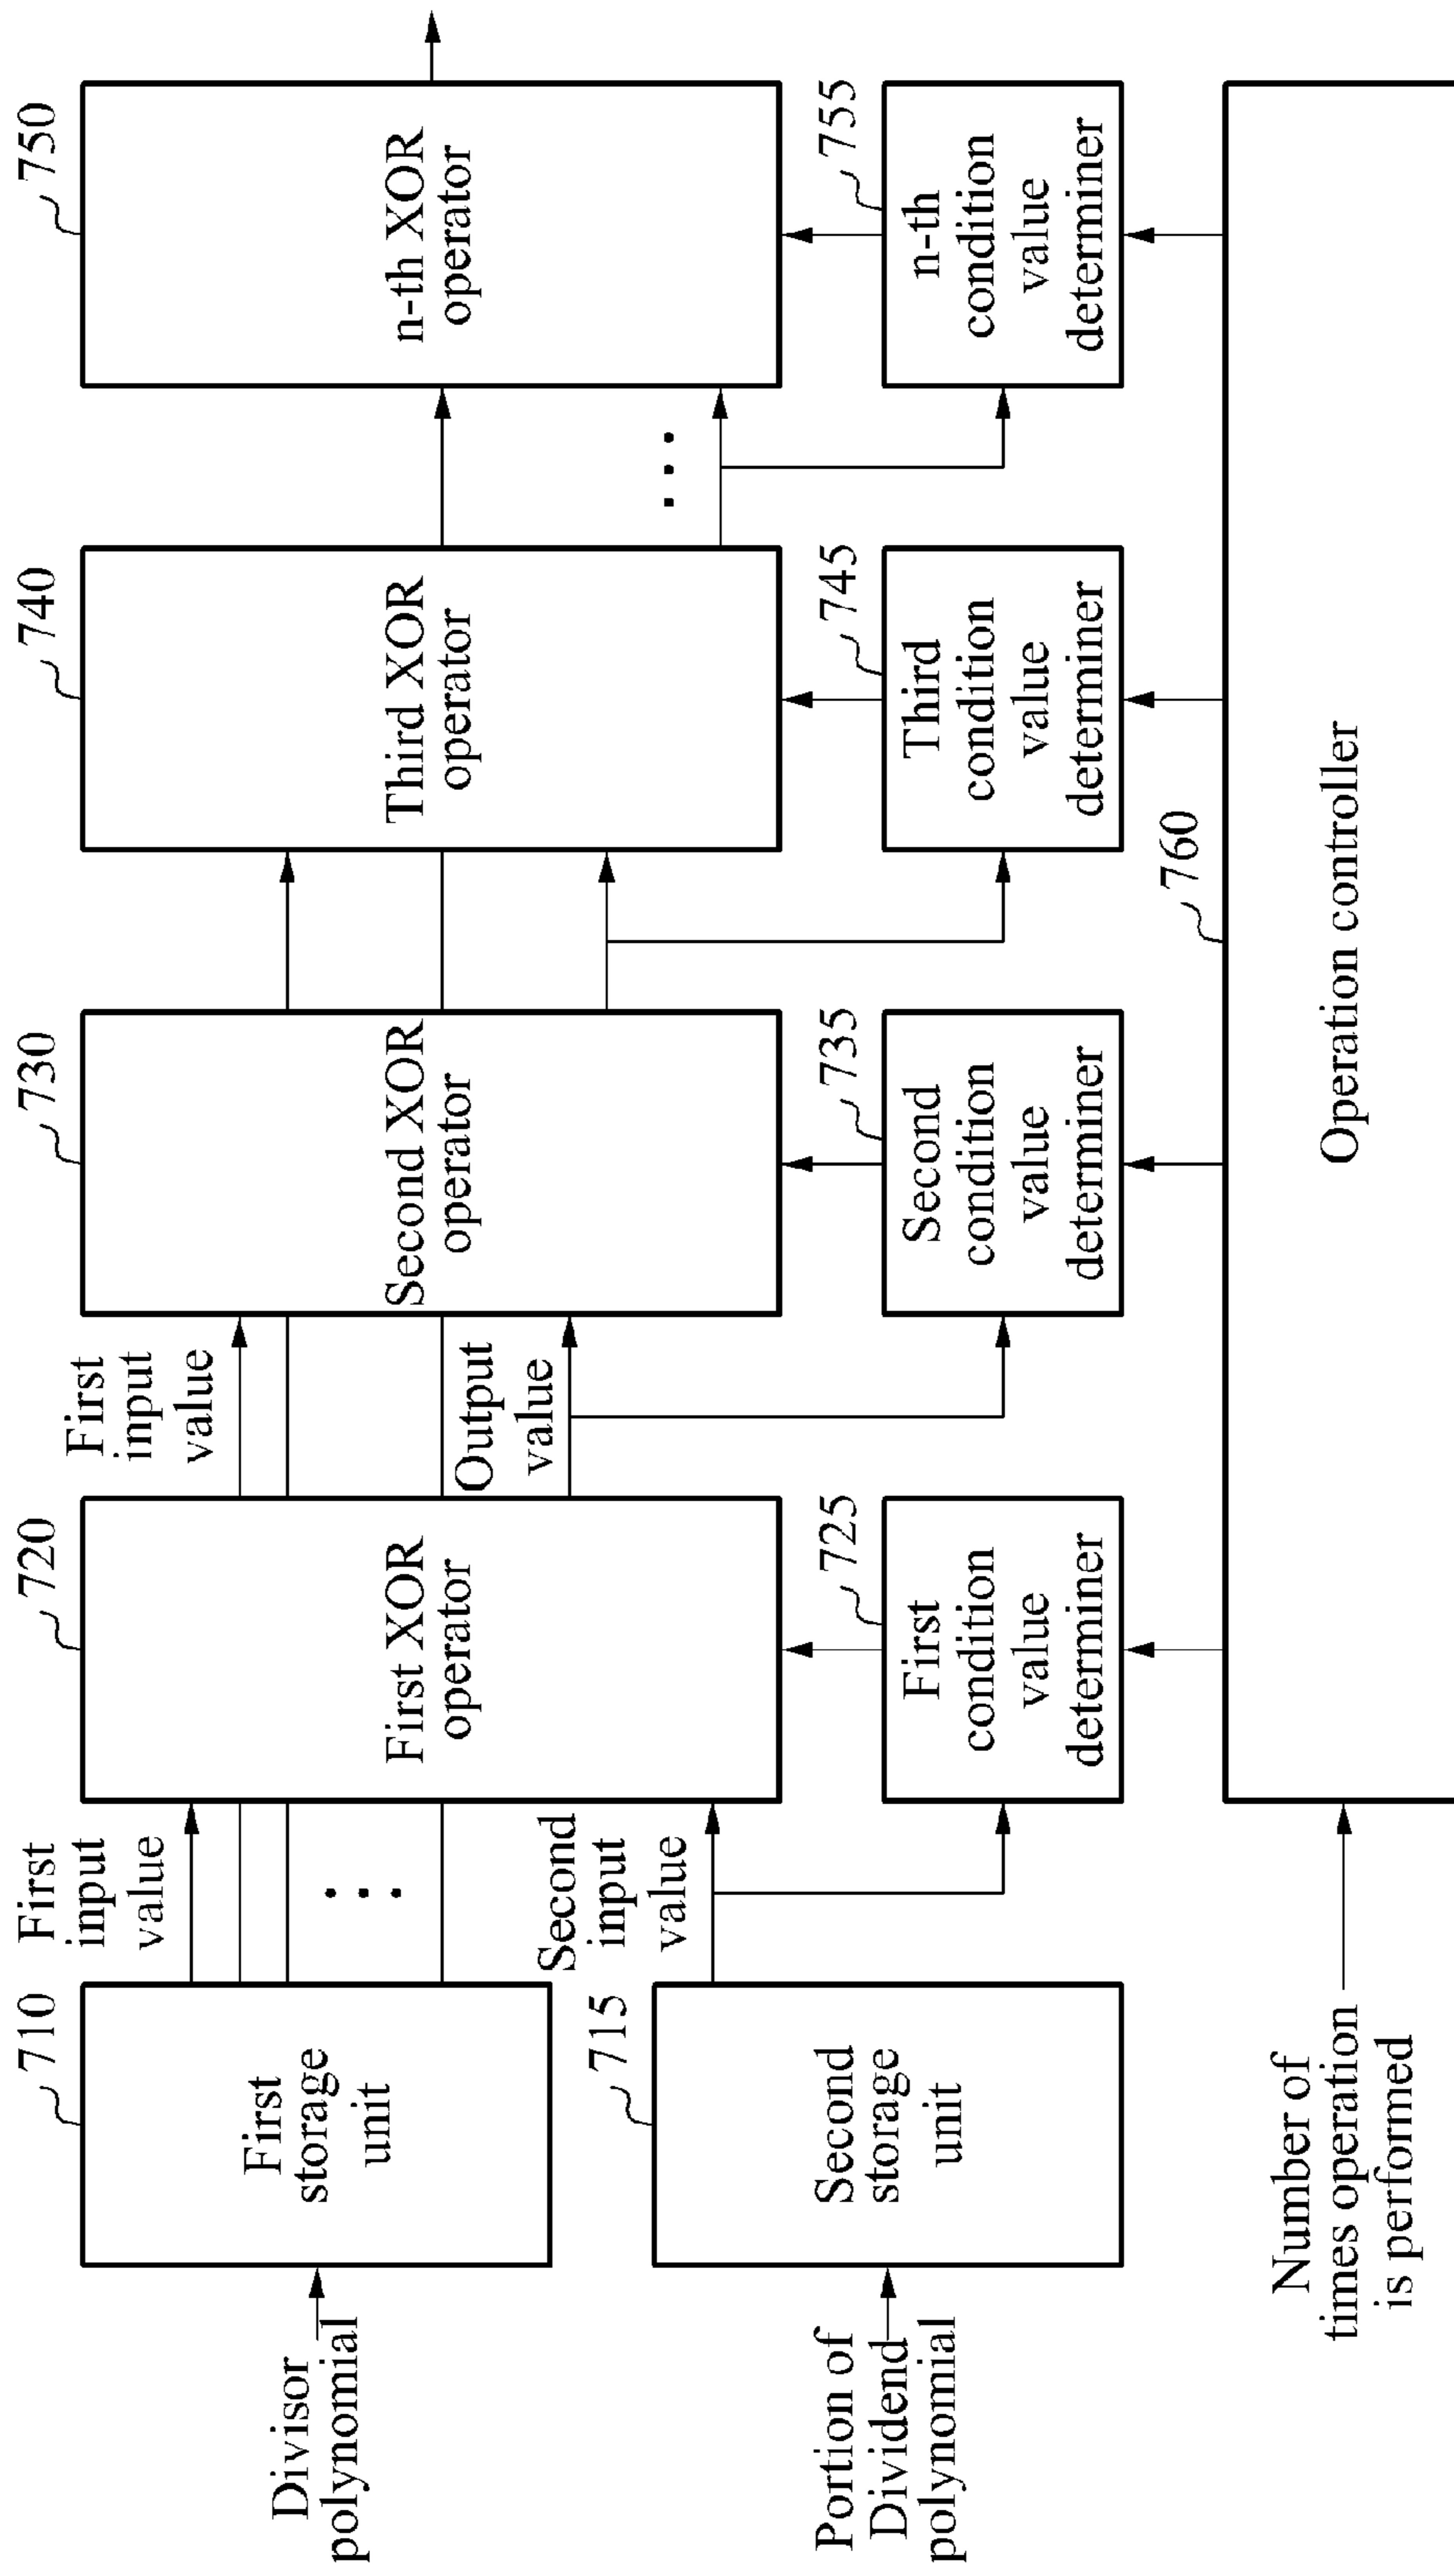 Divisor
polynomial
710
First
storage
unit
Portion of
Dividend
polynomial
715
Second
storage
unit
First
input
value
Second
input
value
720
First XOR
operator
725
First
condition
value
determiner
First
input
value
Output
value
730
Second XOR
operator
735
Second
condition
value
determiner
740
Third XOR
operator
745
Third
condition
value
determiner
...
750
n-th XOR
operator
755
n-th
condition
value
determiner
Number of
times operation
is performed
760
Operation controller